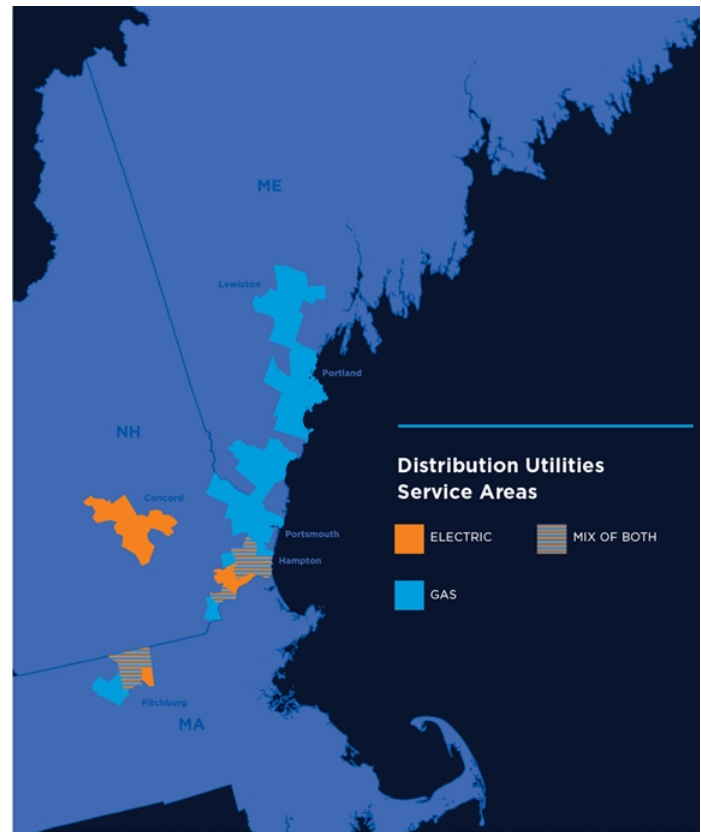 ME
Lewiston
Portland
NH
Concord
Portsmouth
Hampton
Fitchburg
MA
Distribution Utilities
Service Areas
ELECTRIC
MIX OF BOTH
GAS